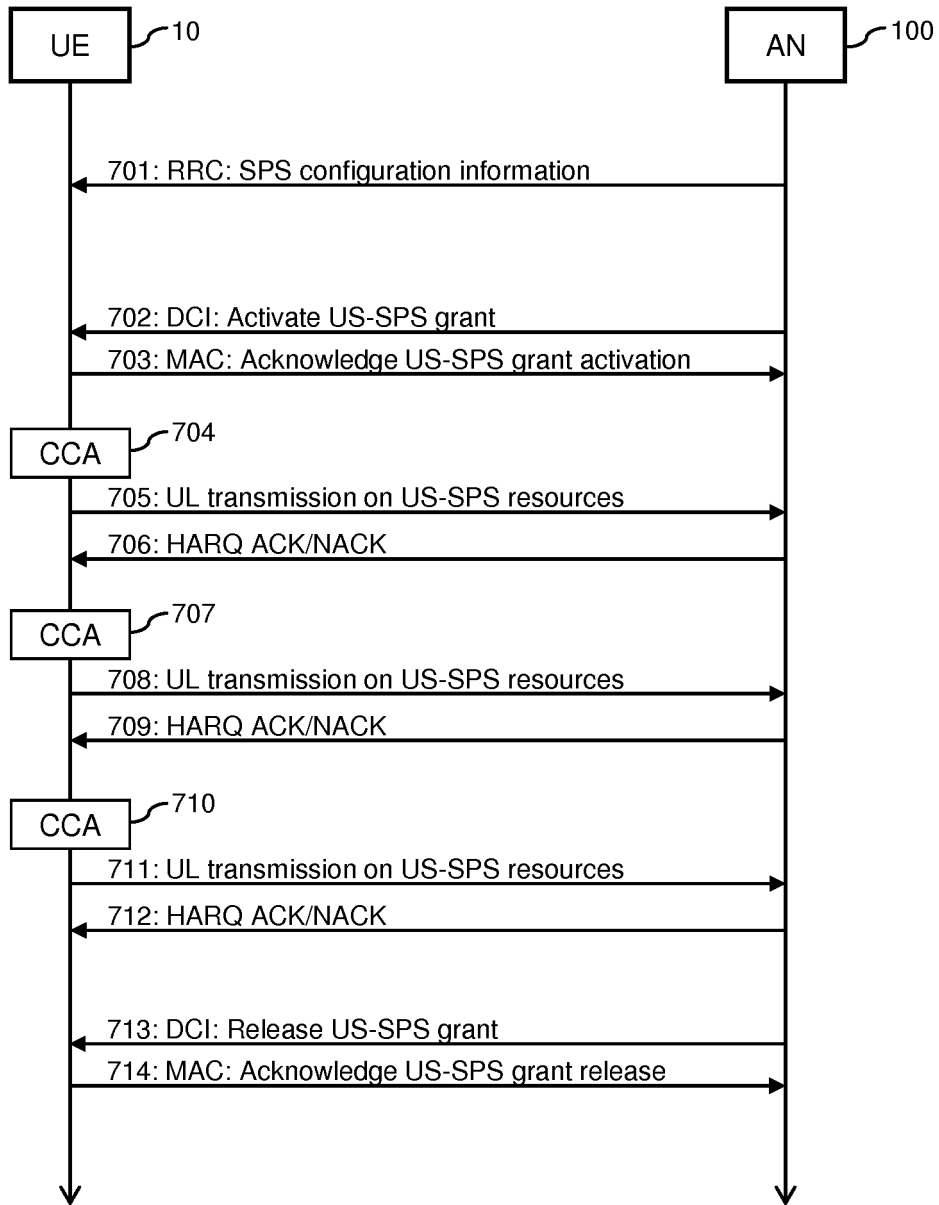 UE
10
AN
100
701: RRC: SPS configuration information
702: DCI: Activate US-SPS grant
703: MAC: Acknowledge US-SPS grant activation
CCA
704
705: UL transmission on US-SPS resources
706: HARQ ACK/NACK
CCA
707
708: UL transmission on US-SPS resources
709: HARQ ACK/NACK
CCA
710
711: UL transmission on US-SPS resources
712: HARQ ACK/NACK
713: DCI: Release US-SPS grant
714: MAC: Acknowledge US-SPS grant release